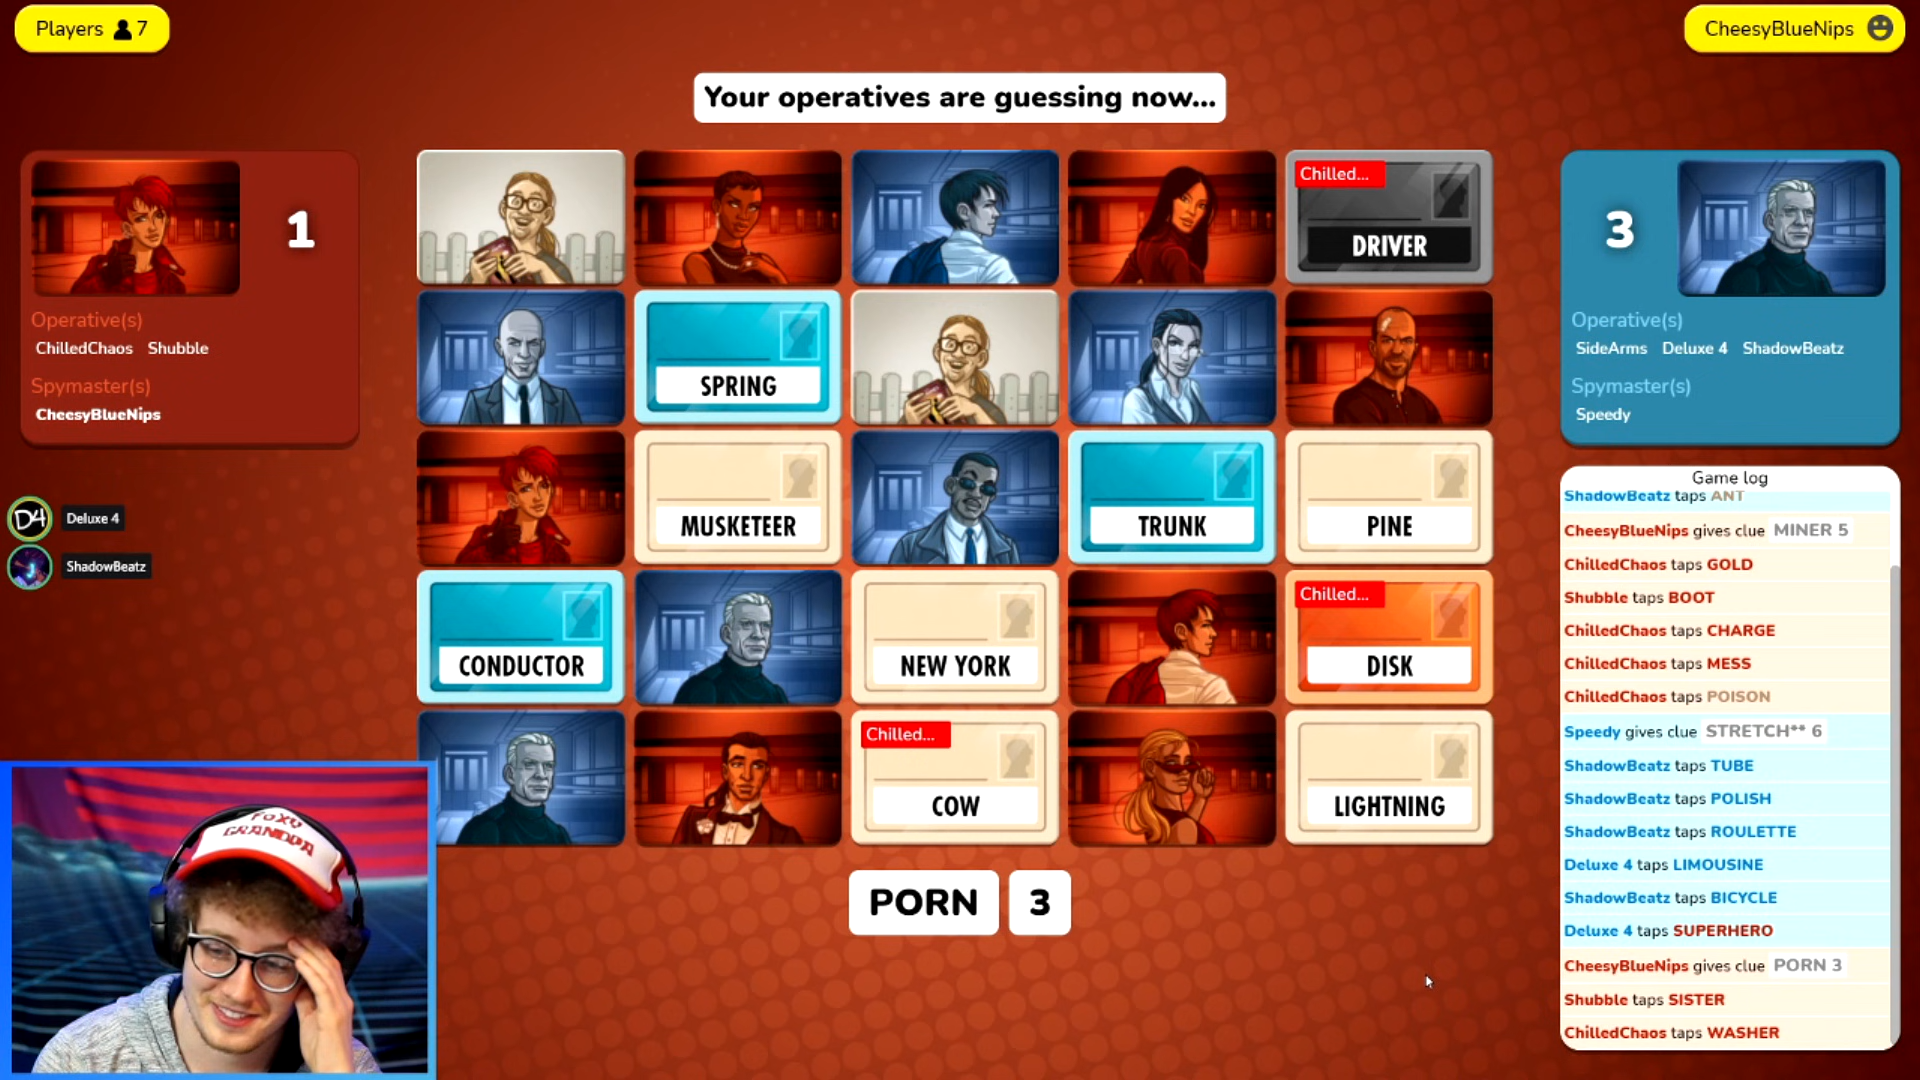 Players 7
CheesyBlueNips
Your operatives are guessing now...
1
Operative(s)
ChilledChaos Shubble
Spymaster(s)
CheesyBlueNips
Deluxe 4
ShadowBeatz
D4
Chilled...
DRIVER
SPRING
MUSKETEER
TRUNK
PINE
CONDUCTOR
NEW YORK
Chilled...
DISK
Chilled...
COW
LIGHTNING
PORN 3
3
Operative(s)
SideArms Deluxe 4 ShadowBeatz
Spymaster(s)
Speedy
Game log
ShadowBeatz taps ANT
CheesyBlueNips gives clue MINER 5
ChilledChaos taps GOLD
Shubble taps BOOT
ChilledChaos taps CHARGE
ChilledChaos taps MESS
ChilledChaos taps POISON
Speedy gives clue STRETCH** 6
ShadowBeatz taps TUBE
ShadowBeatz taps POLISH
ShadowBeatz taps ROULETTE
Deluxe 4 taps LIMOUSINE
ShadowBeatz taps BICYCLE
Deluxe 4 taps SUPERHERO
CheesyBlueNips gives clue PORN 3
Shubble taps SISTER
ChilledChaos taps WASHER
FOXY
GRANDPA